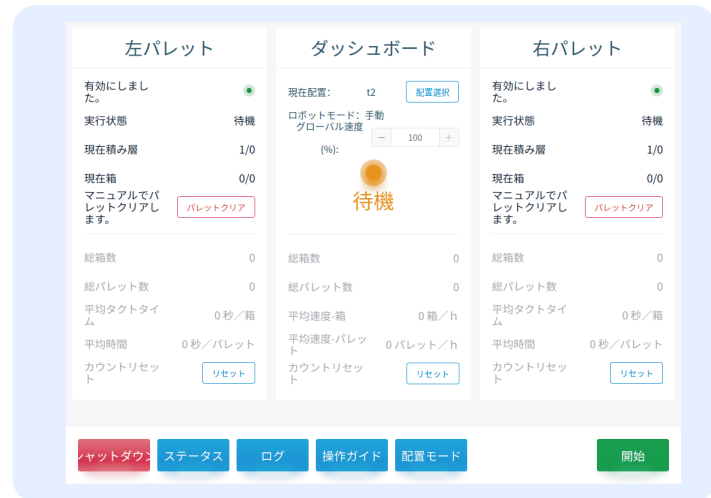 左パレット
有効にしまし
た。
実行状態 待機
現在積み層 1/0
現在箱 0/0
マニュアルでパ
レットクリアし
ます。
パレットクリア
総箱数 0
総パレット数 0
平均タクトタイ
ム
0 秒／箱
平均時間 0 秒／パレット
カウントリセッ
ト
リセット
ダッシュボード
現在配置： t2 配置選択
ロボットモード： 手動
グローバル速度
(%):
− 100 +
待機
総箱数 0
総パレット数 0
平均速度-箱 0 箱／ h
平均速度-パレッ
ト
0 パレット／ h
カウントリセッ
ト
リセット
右パレット
有効にしまし
た。
実行状態 待機
現在積み層 1/0
現在箱 0/0
マニュアルでパ
レットクリアし
ます。
パレットクリア
総箱数 0
総パレット数 0
平均タクトタイ
ム
0 秒／箱
平均時間 0 秒／パレット
カウントリセッ
ト
リセット
ャットダウン ステータス ログ 操作ガイド 配置モード 開始